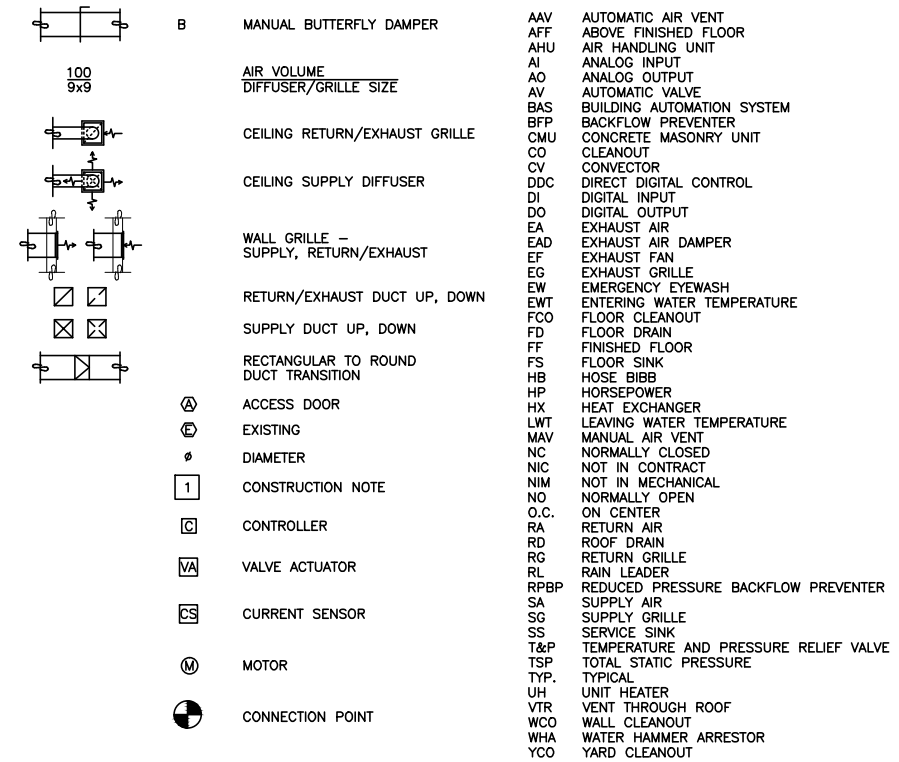 B MANUAL BUTTERFLY DAMPER
100 AIR VOLUME
9x9 DIFFUSER/GRILLE SIZE
CEILING RETURN/EXHAUST GRILLE
CEILING SUPPLY DIFFUSER
WALL GRILLE –
SUPPLY, RETURN/EXHAUST
RETURN/EXHAUST DUCT UP, DOWN
SUPPLY DUCT UP, DOWN
RECTANGULAR TO ROUND
DUCT TRANSITION
A ACCESS DOOR
E EXISTING
ø DIAMETER
1 CONSTRUCTION NOTE
C CONTROLLER
VA VALVE ACTUATOR
CS CURRENT SENSOR
M MOTOR
CONNECTION POINT
AAV AUTOMATIC AIR VENT
AFF ABOVE FINISHED FLOOR
AHU AIR HANDLING UNIT
AI ANALOG INPUT
AO ANALOG OUTPUT
AV AUTOMATIC VALVE
BAS BUILDING AUTOMATION SYSTEM
BFP BACKFLOW PREVENTER
CMU CONCRETE MASONRY UNIT
CO CLEANOUT
CV CONVECTOR
DDC DIRECT DIGITAL CONTROL
DI DIGITAL INPUT
DO DIGITAL OUTPUT
EA EXHAUST AIR
EAD EXHAUST AIR DAMPER
EF EXHAUST FAN
EG EXHAUST GRILLE
EW EMERGENCY EYEWASH
EWT ENTERING WATER TEMPERATURE
FCO FLOOR CLEANOUT
FD FLOOR DRAIN
FF FINISHED FLOOR
FS FLOOR SINK
HB HOSE BIBB
HP HORSEPOWER
HX HEAT EXCHANGER
LWT LEAVING WATER TEMPERATURE
MAV MANUAL AIR VENT
NC NORMALLY CLOSED
NIC NOT IN CONTRACT
NIM NOT IN MECHANICAL
NO NORMALLY OPEN
O.C. ON CENTER
RA RETURN AIR
RD ROOF DRAIN
RG RETURN GRILLE
RL RAIN LEADER
RPBP REDUCED PRESSURE BACKFLOW PREVENTER
SA SUPPLY AIR
SG SUPPLY GRILLE
SS SERVICE SINK
T&P TEMPERATURE AND PRESSURE RELIEF VALVE
TSP TOTAL STATIC PRESSURE
TYP. TYPICAL
UH UNIT HEATER
VTR VENT THROUGH ROOF
WCO WALL CLEANOUT
WHA WATER HAMMER ARRESTOR
YCO YARD CLEANOUT